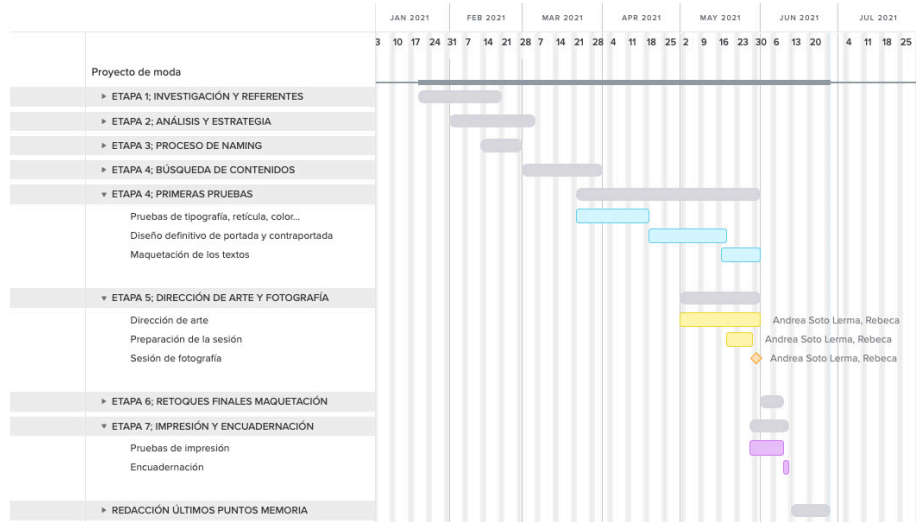 JAN 2021 FEB 2021 MAR 2021 APR 2021 MAY 2021 JUN 2021 JUL 2021
3 10 17 24 31 7 14 21 28 7 14 21 28 4 11 18 25 2 9 16 23 30 6 13 20 4 11 18 25
Proyecto de moda
ETAPA 1; INVESTIGACIÓN Y REFERENTES
ETAPA 2; ANÁLISIS Y ESTRATEGIA
ETAPA 3; PROCESO DE NAMING
ETAPA 4; BÚSQUEDA DE CONTENIDOS
ETAPA 4; PRIMERAS PRUEBAS
Pruebas de tipografía, retícula, color...
Diseño definitivo de portada y contraportada
Maquetación de los textos
ETAPA 5; DIRECCIÓN DE ARTE Y FOTOGRAFÍA
Dirección de arte Andrea Soto Lerma, Rebeca
Preparación de la sesión Andrea Soto Lerma, Rebeca
Sesión de fotografía Andrea Soto Lerma, Rebeca
ETAPA 6; RETOQUES FINALES MAQUETACIÓN
ETAPA 7; IMPRESIÓN Y ENCUADERNACIÓN
Pruebas de impresión
Encuadernación
REDACCIÓN ÚLTIMOS PUNTOS MEMORIA